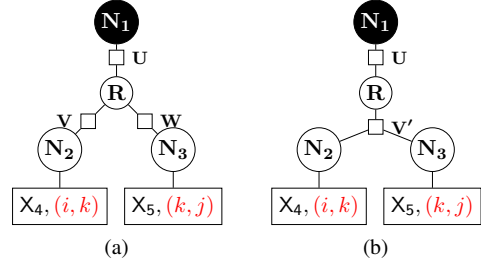 N₁ N₁
U U
R R
V W V′
N₂ N₃ N₂ N₃
X₄, (i, k) X₅, (k, j) X₄, (i, k) X₅, (k, j)
(a) (b)